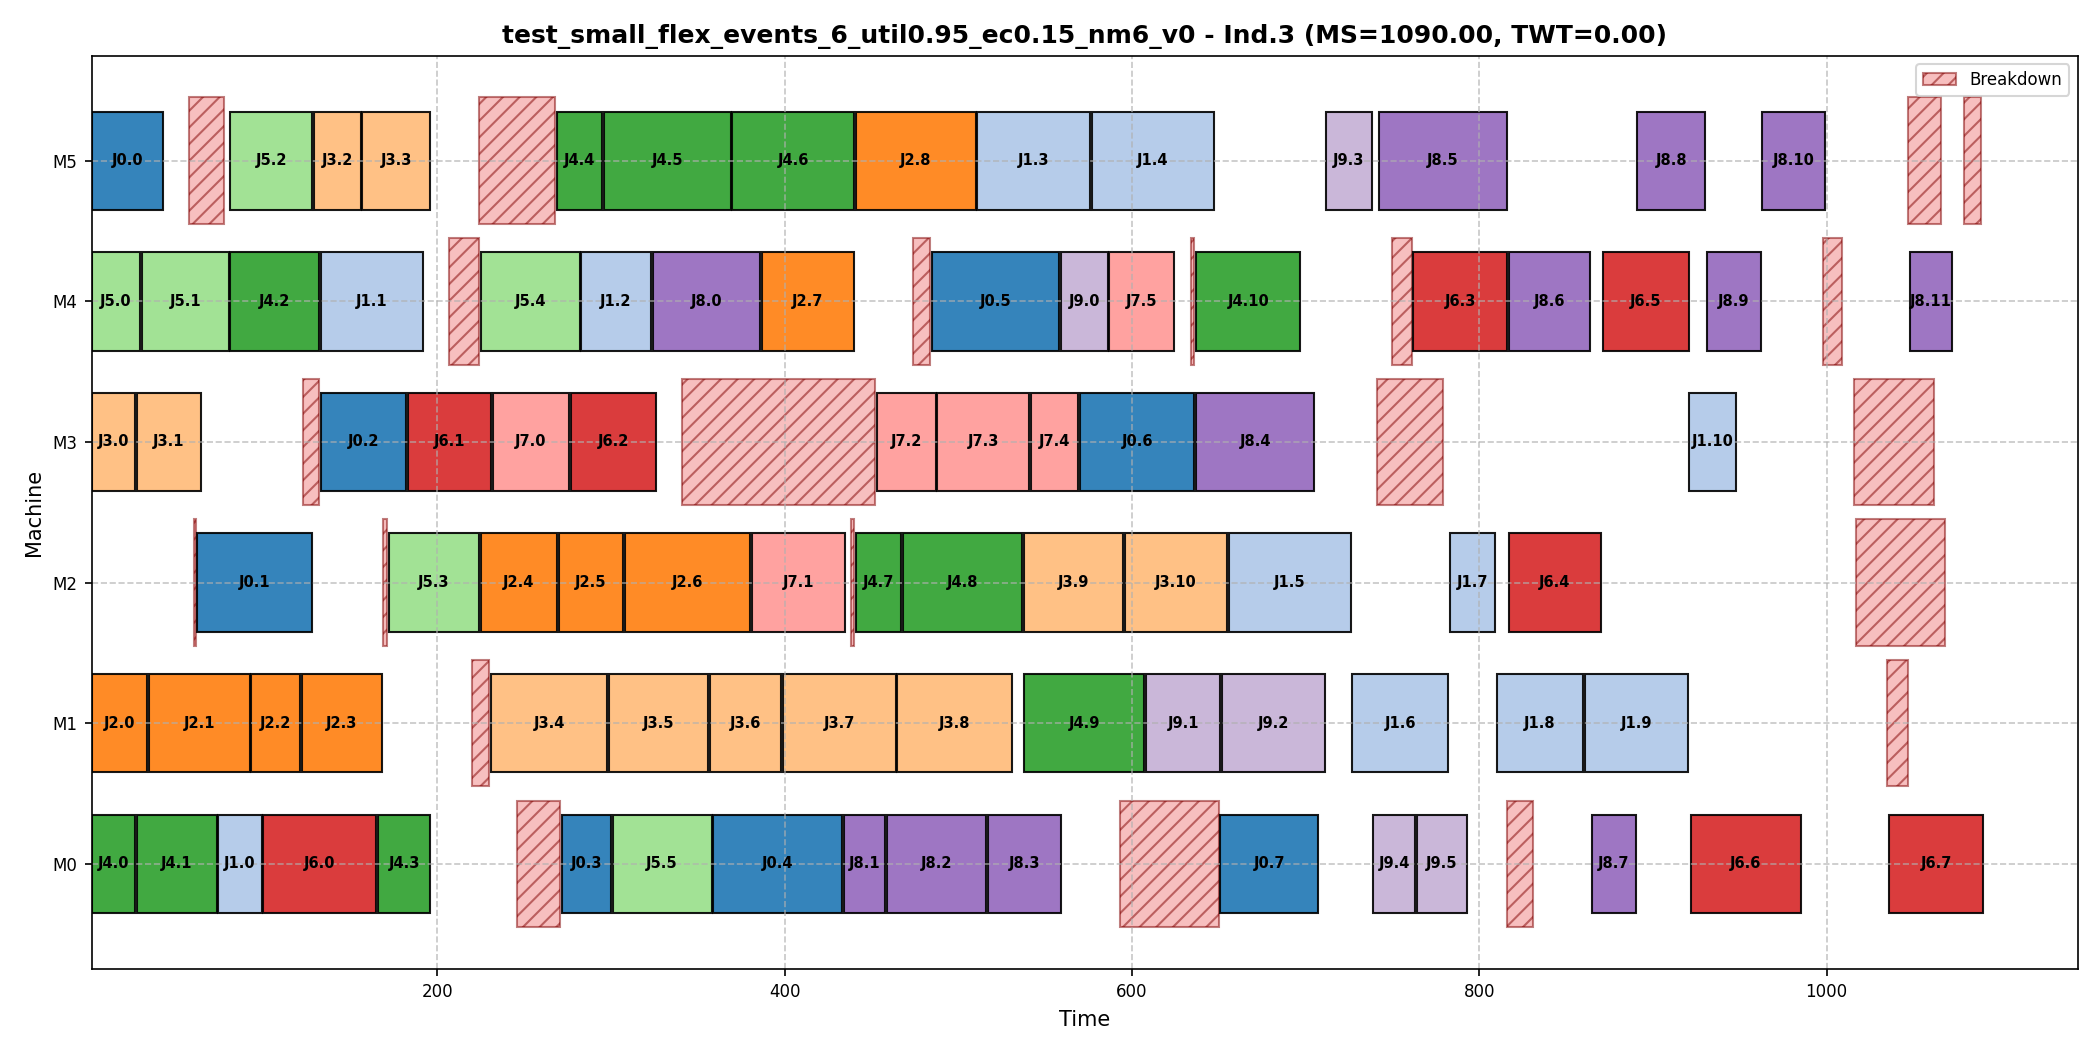 test_small_flex_events_6_util0.95_ec0.15_nm6_v0 - Ind.3 (MS=1090.00, TWT=0.00)
Breakdown
M5
J0.0 J5.2 J3.2 J3.3 J4.4 J4.5 J4.6 J2.8 J1.3 J1.4 J9.3 J8.5 J8.8 J8.10
M4
J5.0 J5.1 J4.2 J1.1 J5.4 J1.2 J8.0 J2.7 J0.5 J9.0 J7.5 J4.10 J6.3 J8.6 J6.5 J8.9 J8.11
M3
J3.0 J3.1 J0.2 J6.1 J7.0 J6.2 J7.2 J7.3 J7.4 J0.6 J8.4 J1.10
Machine
M2
J0.1 J5.3 J2.4 J2.5 J2.6 J7.1 J4.7 J4.8 J3.9 J3.10 J1.5 J1.7 J6.4
M1
J2.0 J2.1 J2.2 J2.3 J3.4 J3.5 J3.6 J3.7 J3.8 J4.9 J9.1 J9.2 J1.6 J1.8 J1.9
M0
J4.0 J4.1 J1.0 J6.0 J4.3 J0.3 J5.5 J0.4 J8.1 J8.2 J8.3 J0.7 J9.4 J9.5 J8.7 J6.6 J6.7
200 400 600 800 1000
Time